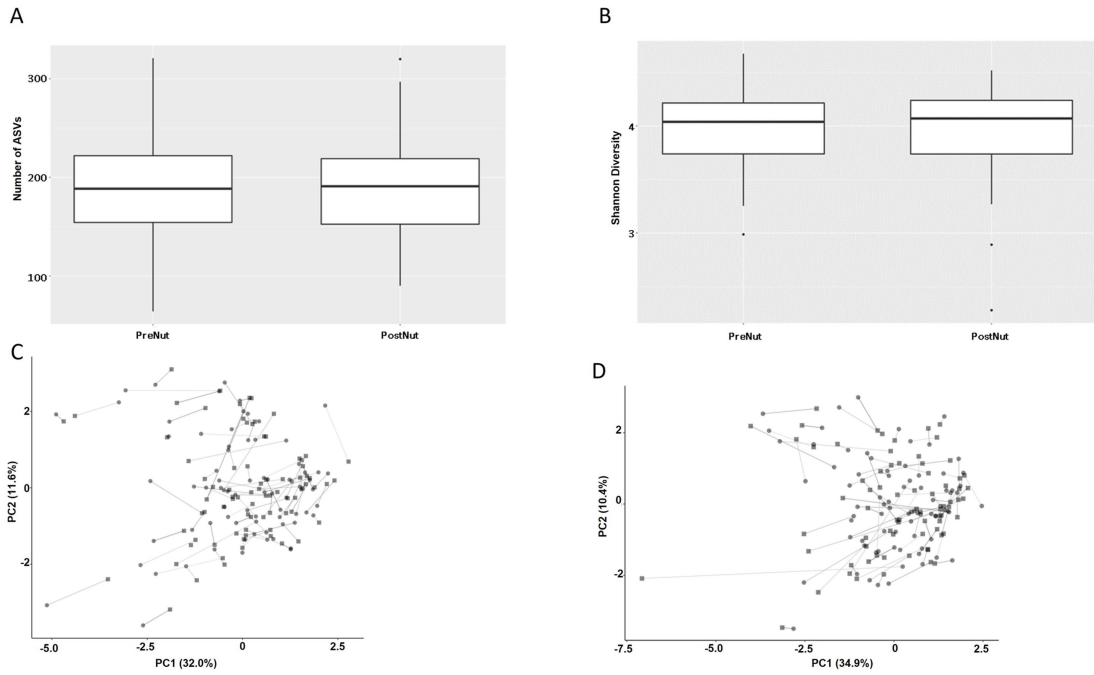 A
Number of ASVs
300
200
100
PreNut
PostNut
B
Shannon Diversity
4
3
PreNut
PostNut
C
PC2 (11.6%)
2
0
-2
-5.0
-2.5
0
2.5
PC1 (32.0%)
D
PC2 (10.4%)
2
0
-2
-7.5
-5.0
-2.5
0
2.5
PC1 (34.9%)